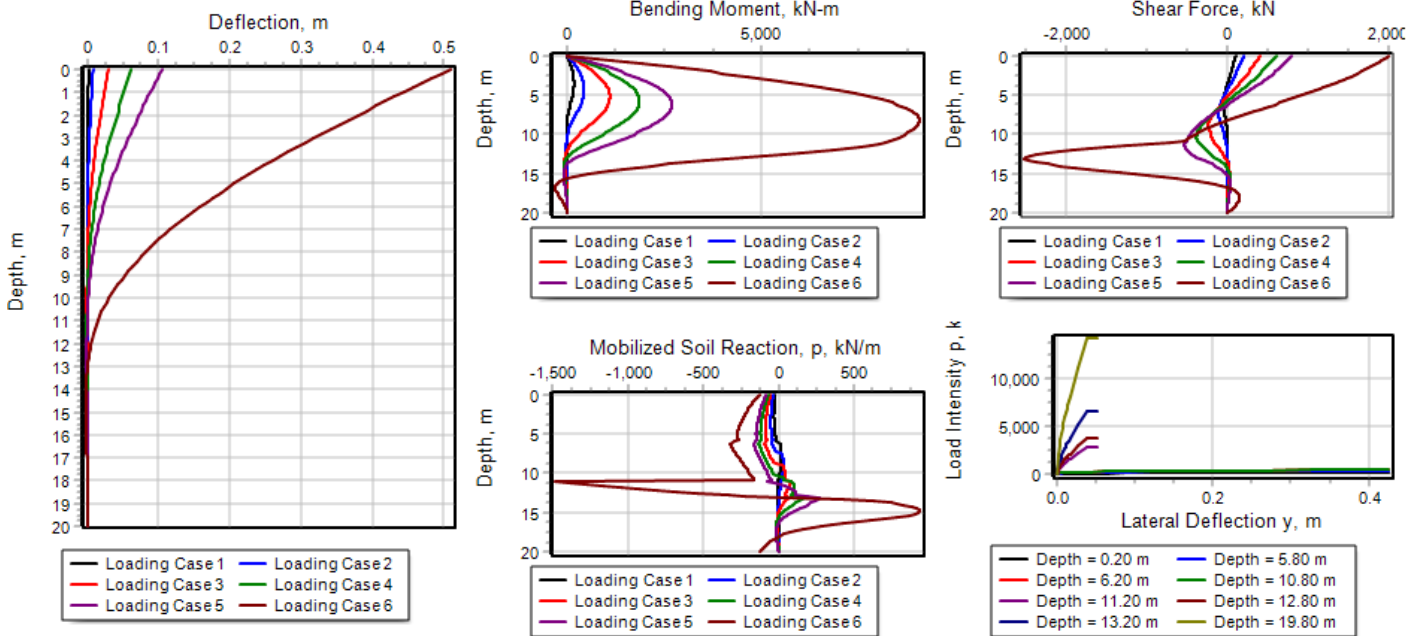 Deflection, m
0 0.1 0.2 0.3 0.4 0.5
Depth, m
0
1
2
3
4
5
6
7
8
9
10
11
12
13
14
15
16
17
18
19
20
Loading Case 1 Loading Case 2
Loading Case 3 Loading Case 4
Loading Case 5 Loading Case 6
Bending Moment, kN-m
0 5,000
Depth, m
0
5
10
15
20
Loading Case 1 Loading Case 2
Loading Case 3 Loading Case 4
Loading Case 5 Loading Case 6
Shear Force, kN
-2,000 0 2,000
Depth, m
0
5
10
15
20
Loading Case 1 Loading Case 2
Loading Case 3 Loading Case 4
Loading Case 5 Loading Case 6
Mobilized Soil Reaction, p, kN/m
-1,500 -1,000 -500 0 500
Depth, m
0
5
10
15
20
Loading Case 1 Loading Case 2
Loading Case 3 Loading Case 4
Loading Case 5 Loading Case 6
Load Intensity p, k
10,000
5,000
0
0.0 0.2 0.4
Lateral Deflection y, m
Depth = 0.20 m Depth = 5.80 m
Depth = 6.20 m Depth = 10.80 m
Depth = 11.20 m Depth = 12.80 m
Depth = 13.20 m Depth = 19.80 m